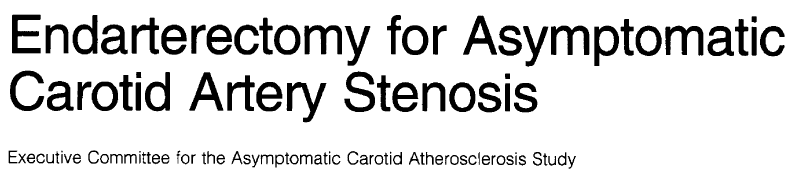 Endarterectomy for Asymptomatic
Carotid Artery Stenosis
Executive Committee for the Asymptomatic Carotid Atherosclerosis Study